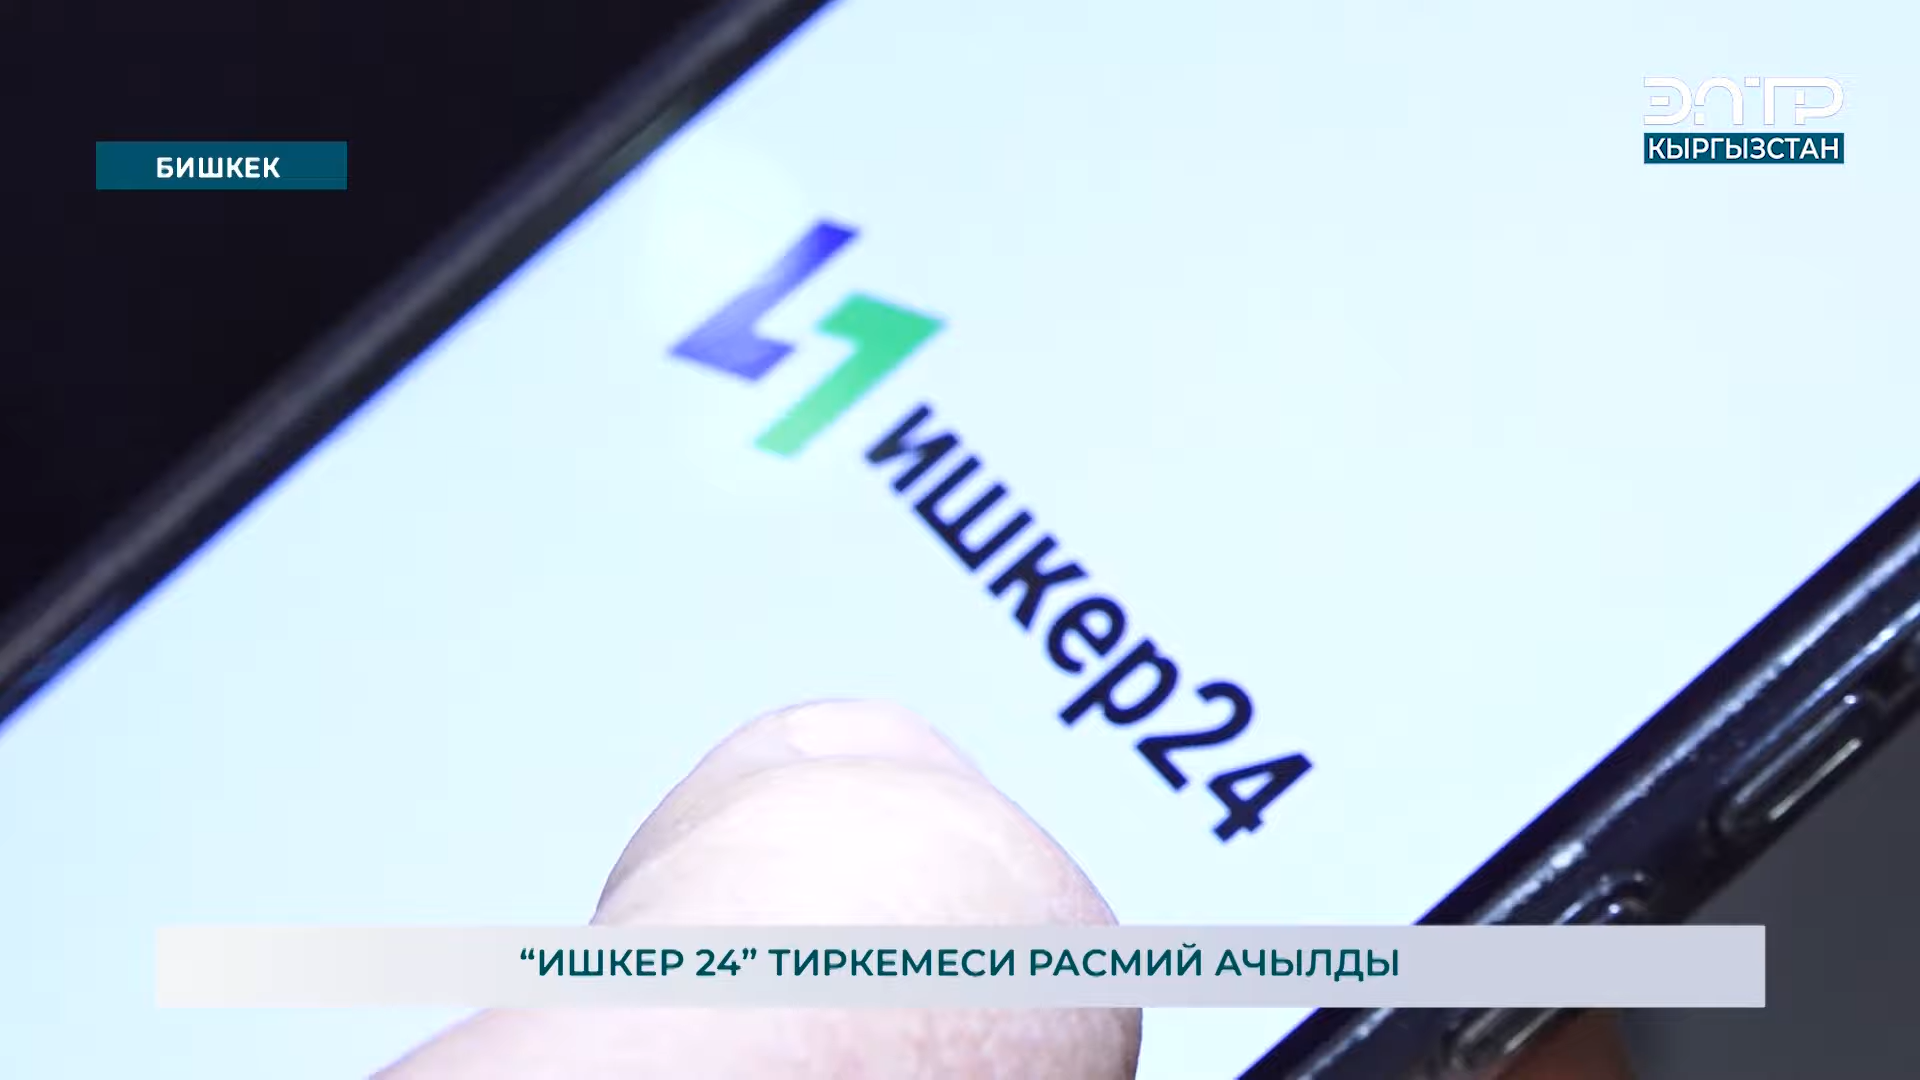 ЭЛТР
КЫРГЫЗСТАН
БИШКЕК
ишкер24
“ИШКЕР 24” ТИРКЕМЕСИ РАСМИЙ АЧЫЛДЫ